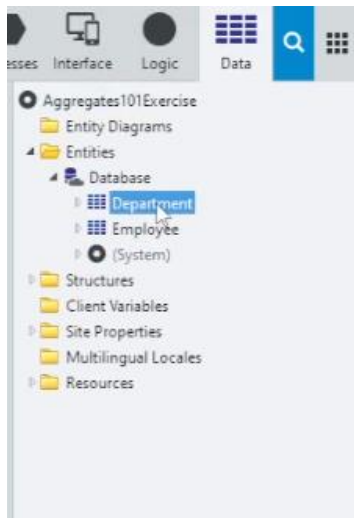 esses Interface Logic Data
Aggregates101Exercise
Entity Diagrams
Entities
Database
Department
Employee
(System)
Structures
Client Variables
Site Properties
Multilingual Locales
Resources